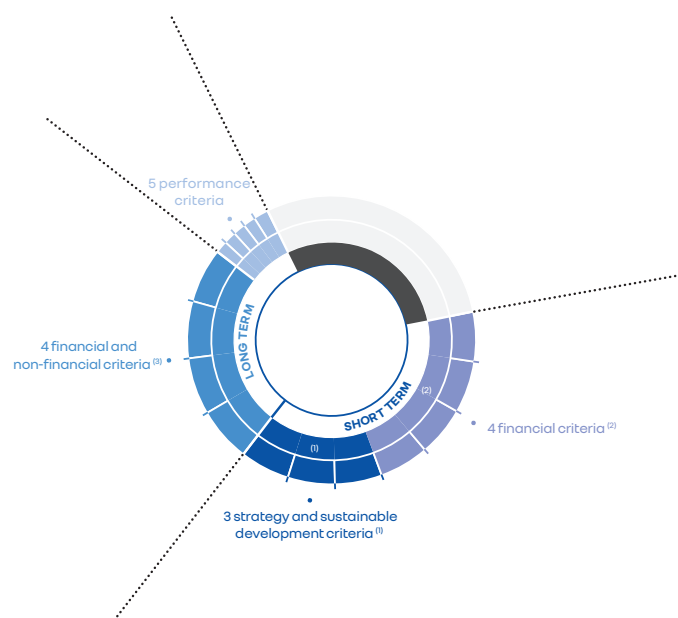 5 performance
criteria
LONG TERM
4 financial and
non-financial criteria (3)
SHORT TERM
(2)
4 financial criteria (2)
(1)
3 strategy and sustainable
development criteria (1)